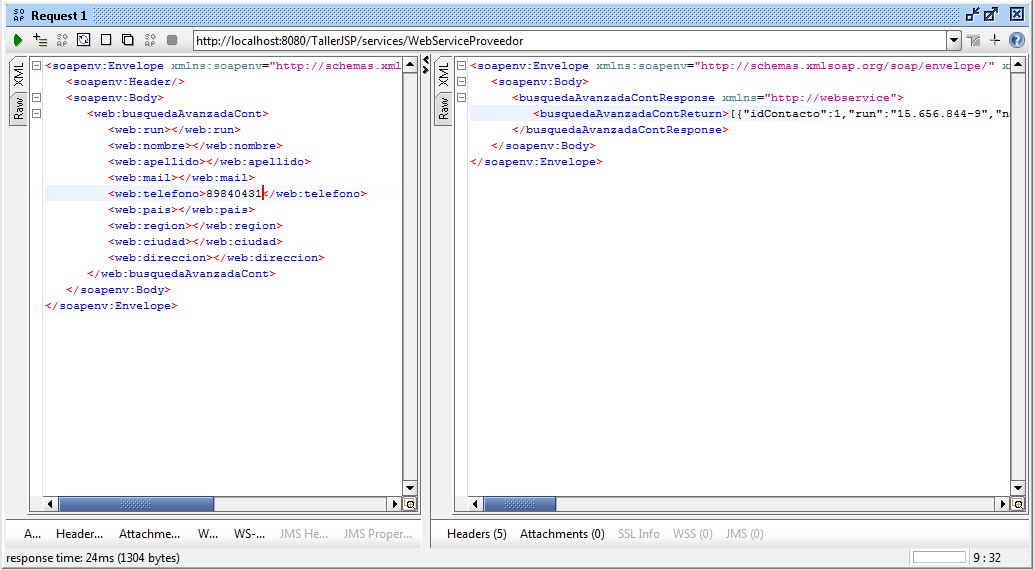 SO AP Request 1
http://localhost:8080/TallerJSP/services/WebServiceProveedor
XML
Raw
<soapenv:Envelope xmlns:soapenv="http://schemas.xml
<soapenv:Header/>
<soapenv:Body>
<web:busquedaAvanzadaCont>
<web:run></web:run>
<web:nombre></web:nombre>
<web:apellido></web:apellido>
<web:mail></web:mail>
<web:telefono>89840431</web:telefono>
<web:pais></web:pais>
<web:region></web:region>
<web:ciudad></web:ciudad>
<web:direccion></web:direccion>
</web:busquedaAvanzadaCont>
</soapenv:Body>
</soapenv:Envelope>
XML
Raw
<soapenv:Envelope xmlns:soapenv="http://schemas.xmlsoap.org/soap/envelope/" x
<soapenv:Body>
<busquedaAvanzadaContResponse xmlns="http://webservice">
<busquedaAvanzadaContReturn>[{"idContacto":1,"run":"15.656.844-9","n
</busquedaAvanzadaContResponse>
</soapenv:Body>
</soapenv:Envelope>
A... Header... Attachme... W... WS-... JMS He... JMS Proper...
Headers (5) Attachments (0) SSL Info WSS (0) JMS (0)
response time: 24ms (1304 bytes)
9 : 32